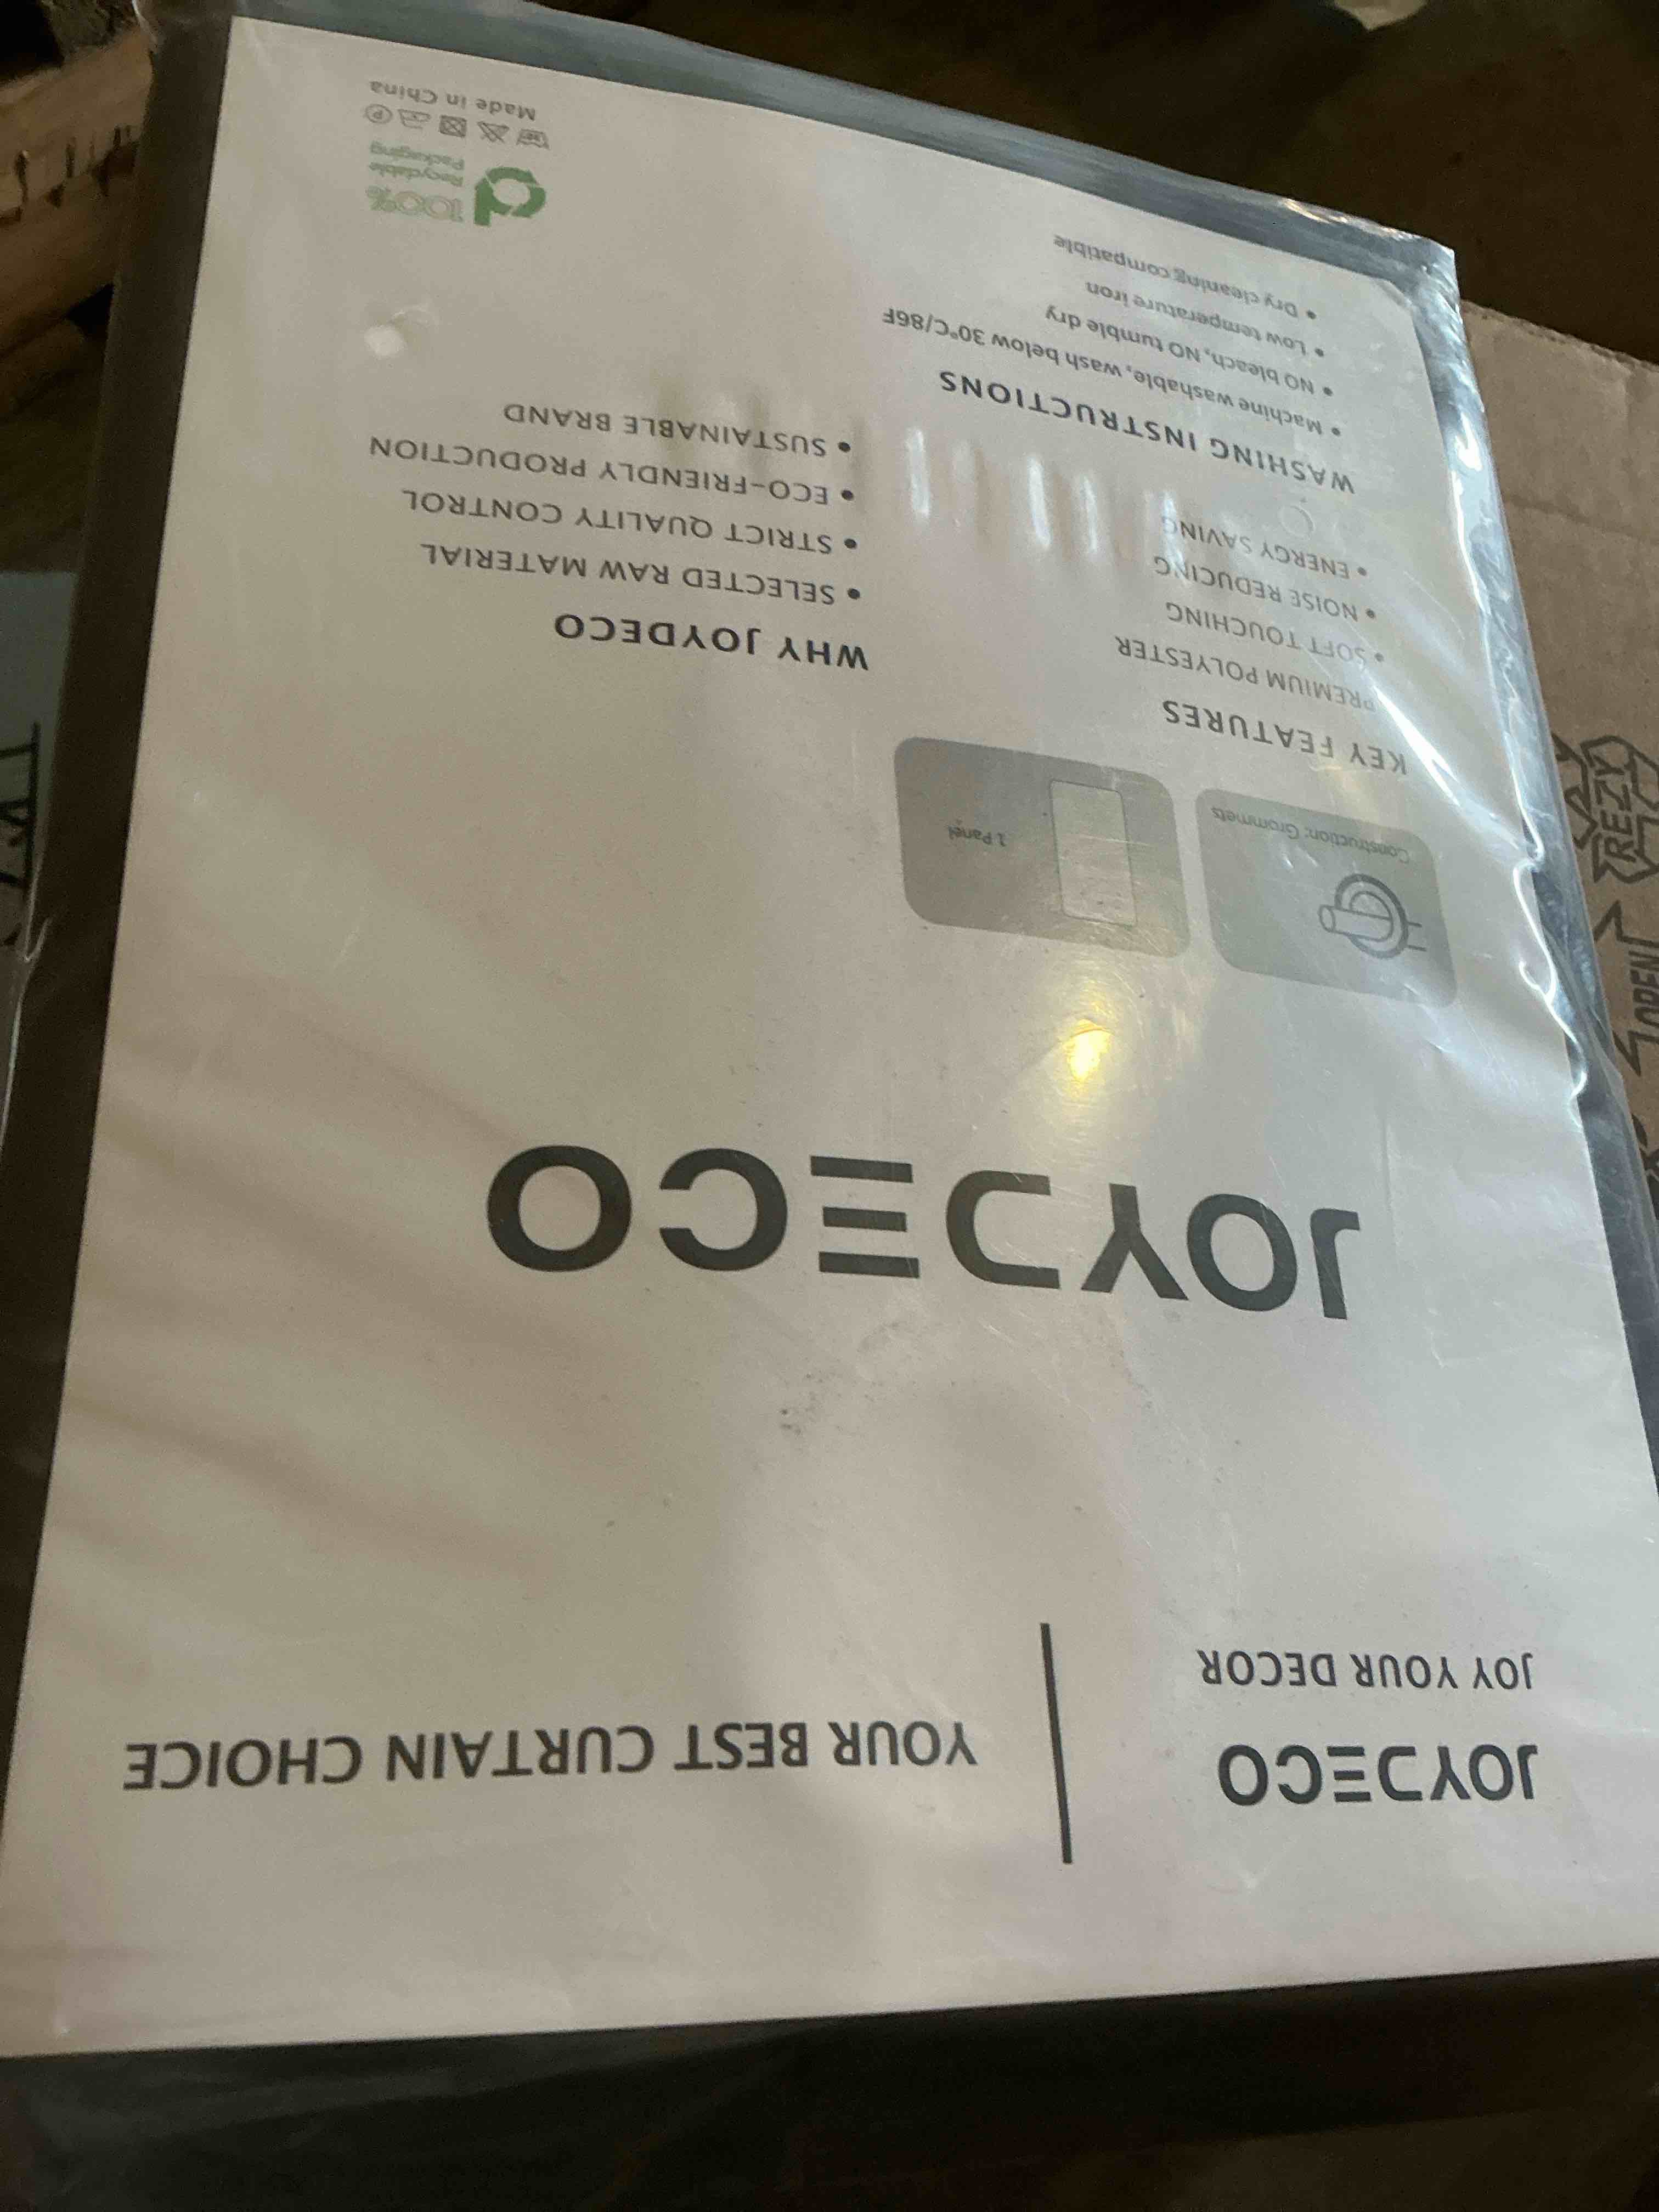 JOYDECO
JOY YOUR DECOR
YOUR BEST CURTAIN CHOICE
JOYDECO
Construction: Grommets
1 Panel
KEY FEATURES
PREMIUM POLYESTER
• SOFT TOUCHING
• NOISE REDUCING
• ENERGY SAVING
WASHING INSTRUCTIONS
• Machine washable, wash below 30°C/86F
• NO bleach, NO tumble dry
• Low temperature iron
• Dry cleaning compatible
WHY JOYDECO
• SELECTED RAW MATERIAL
• STRICT QUALITY CONTROL
• ECO-FRIENDLY PRODUCTION
• SUSTAINABLE BRAND
100%
Recyclable
Packaging
P
Made in China
REZY
OPEN